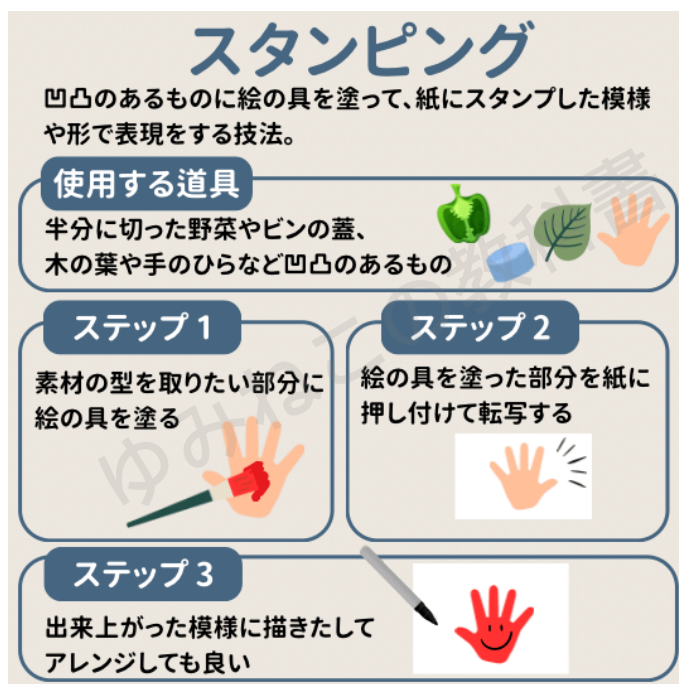 スタンピング
凹凸のあるものに絵の具を塗って、紙にスタンプした模様
や形で表現をする技法。
使用する道具
半分に切った野菜やビンの蓋、
木の葉や手のひらなど凹凸のあるもの
ステップ 1
素材の型を取りたい部分に
絵の具を塗る
ステップ 2
絵の具を塗った部分を紙に
押し付けて転写する
ステップ 3
出来上がった模様に描きたして
アレンジしても良い
ゆみねこの教科書